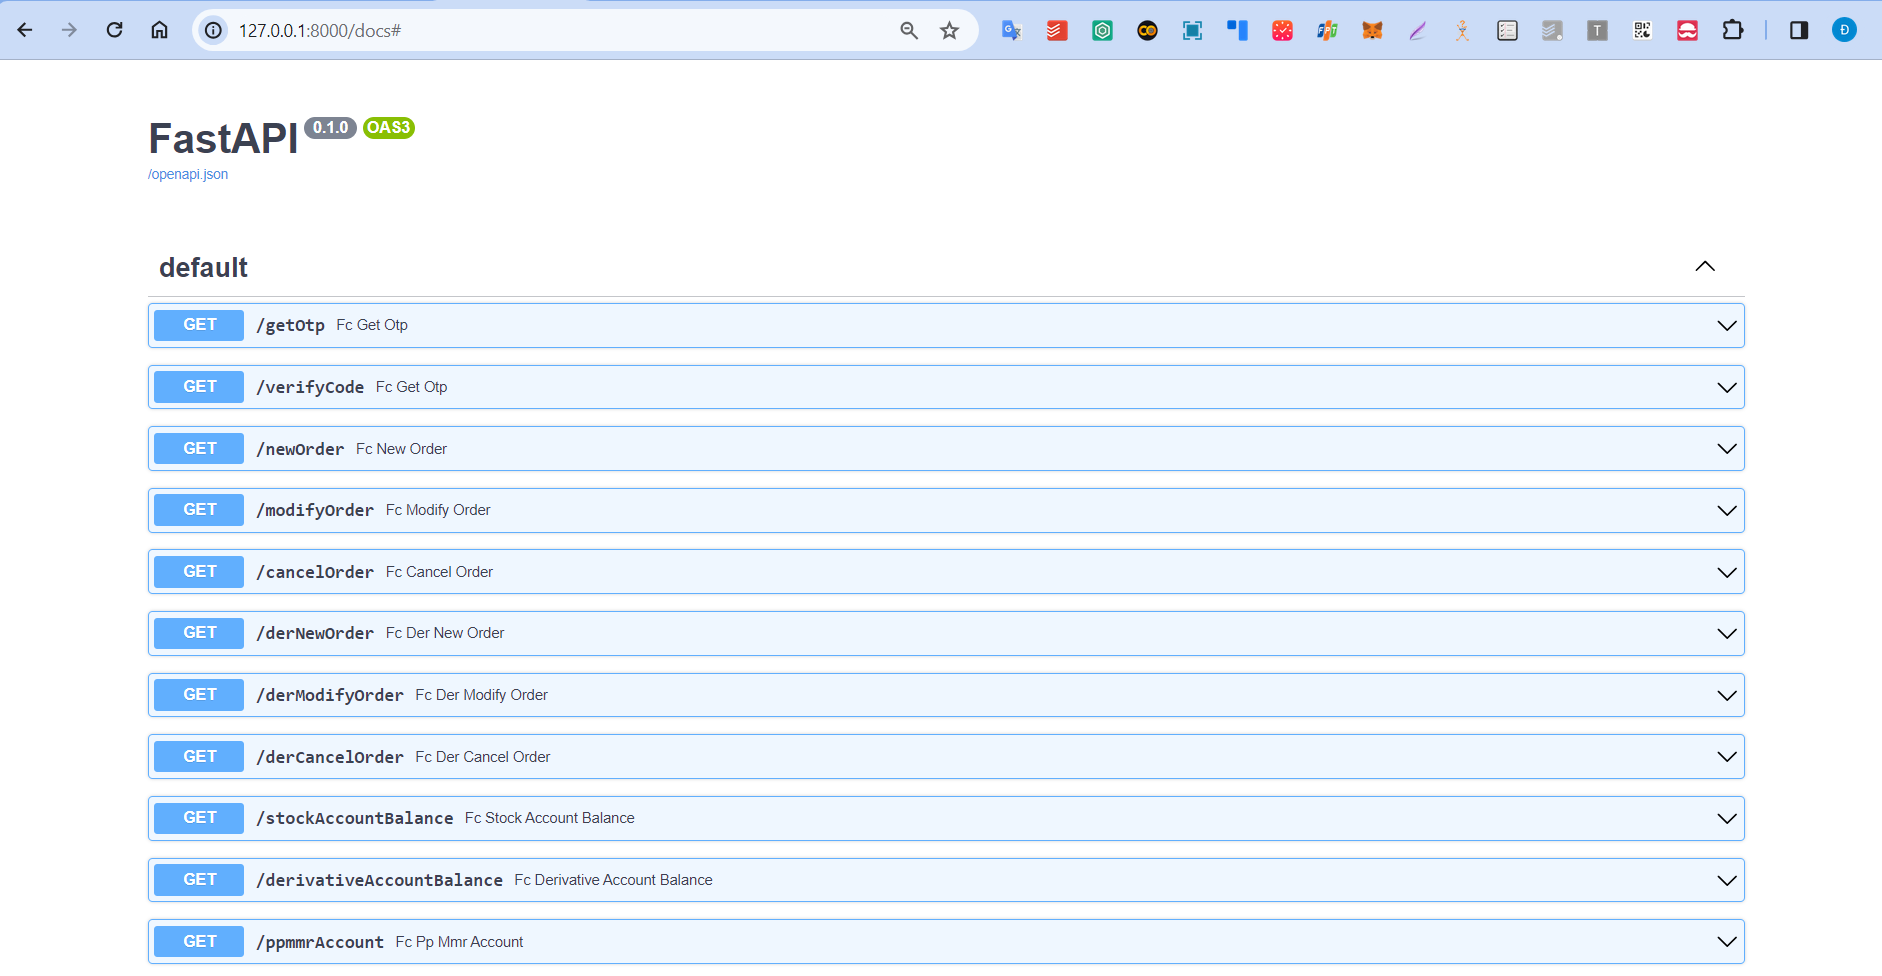 127.0.0.1:8000/docs#
FastAPI 0.1.0 OAS3
/openapi.json
default
GET /getOtp Fc Get Otp
GET /verifyCode Fc Get Otp
GET /newOrder Fc New Order
GET /modifyOrder Fc Modify Order
GET /cancelOrder Fc Cancel Order
GET /derNewOrder Fc Der New Order
GET /derModifyOrder Fc Der Modify Order
GET /derCancelOrder Fc Der Cancel Order
GET /stockAccountBalance Fc Stock Account Balance
GET /derivativeAccountBalance Fc Derivative Account Balance
GET /ppmmrAccount Fc Pp Mmr Account